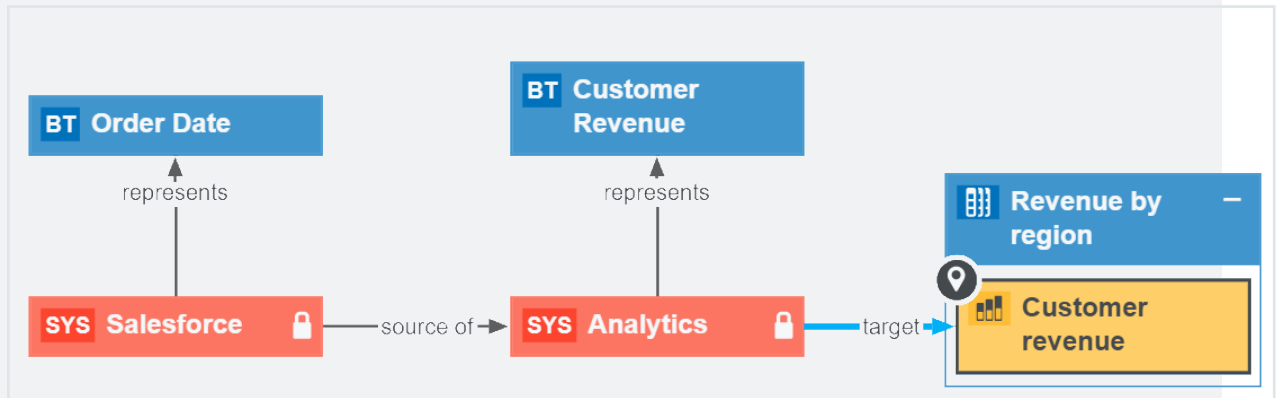 BT Customer
Revenue
BT Order Date
represents
represents
Revenue by
region
SYS Salesforce
source of
SYS Analytics
target
Customer
revenue